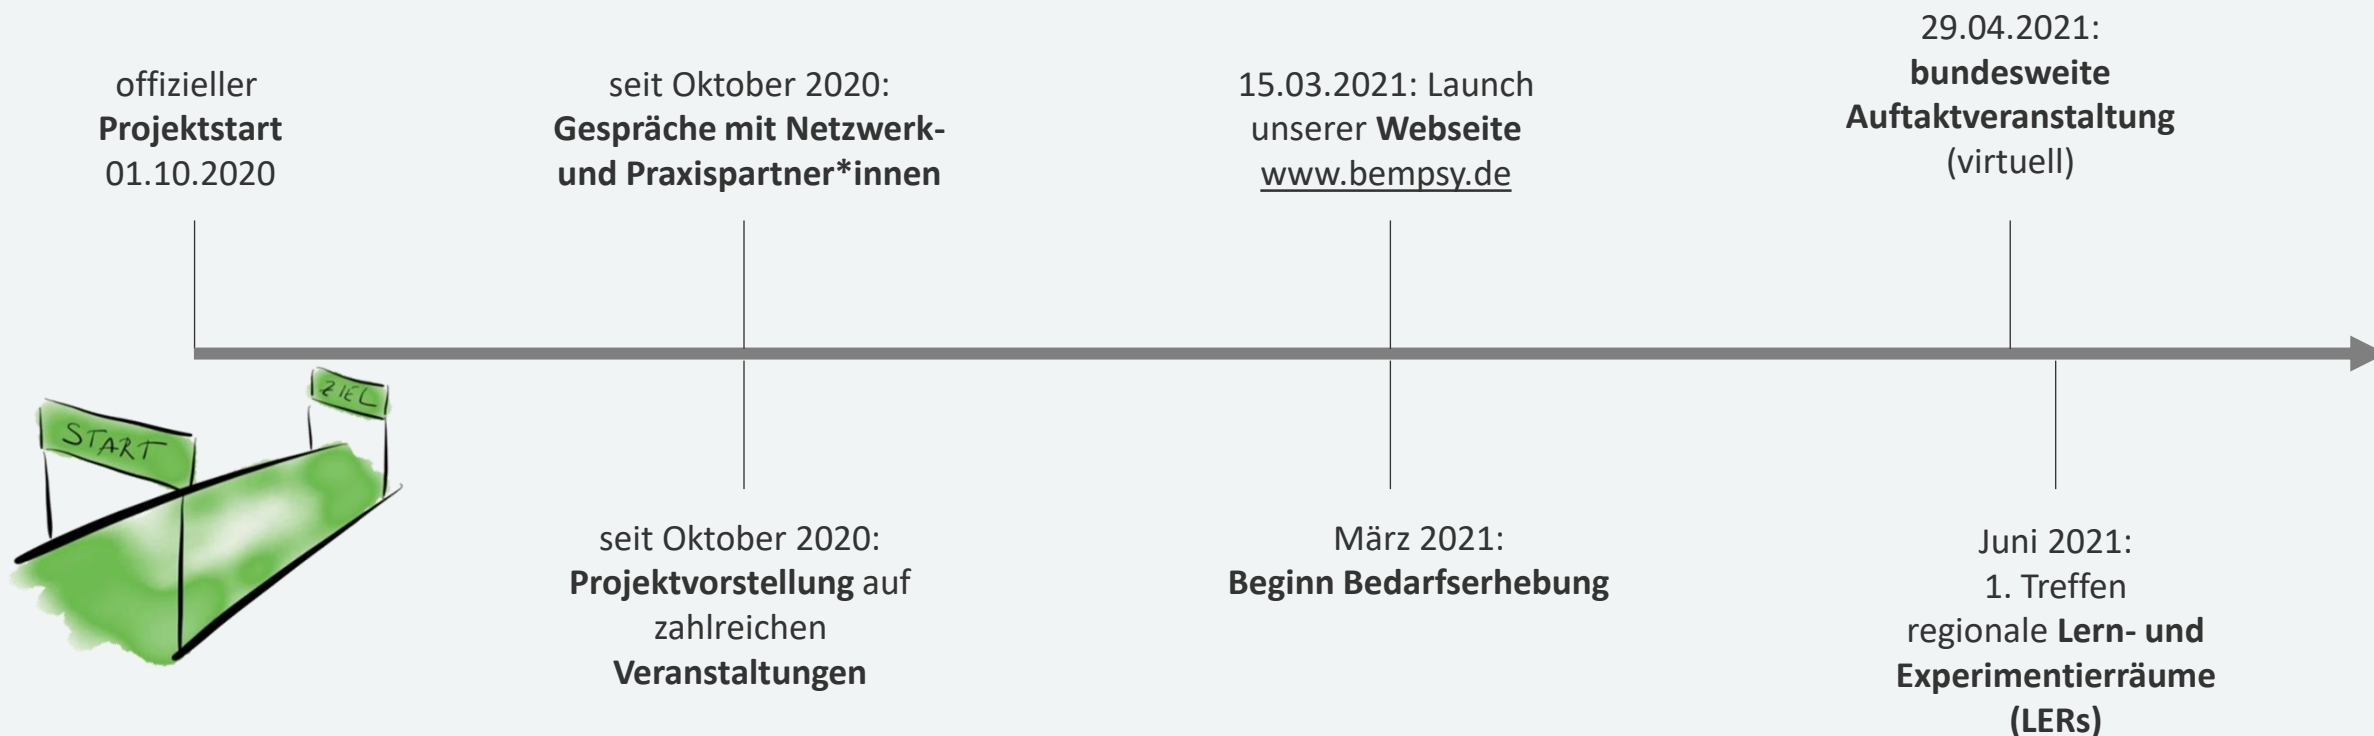 offizieller
Projektstart
01.10.2020
seit Oktober 2020:
Gespräche mit Netzwerk-
und Praxispartner*innen
15.03.2021: Launch
unserer Webseite
www.bempsy.de
29.04.2021:
bundesweite
Auftaktveranstaltung
(virtuell)
START
ZIEL
seit Oktober 2020:
Projektvorstellung auf
zahlreichen
Veranstaltungen
März 2021:
Beginn Bedarfserhebung
Juni 2021:
1. Treffen
regionale Lern- und
Experimentierräume
(LERs)